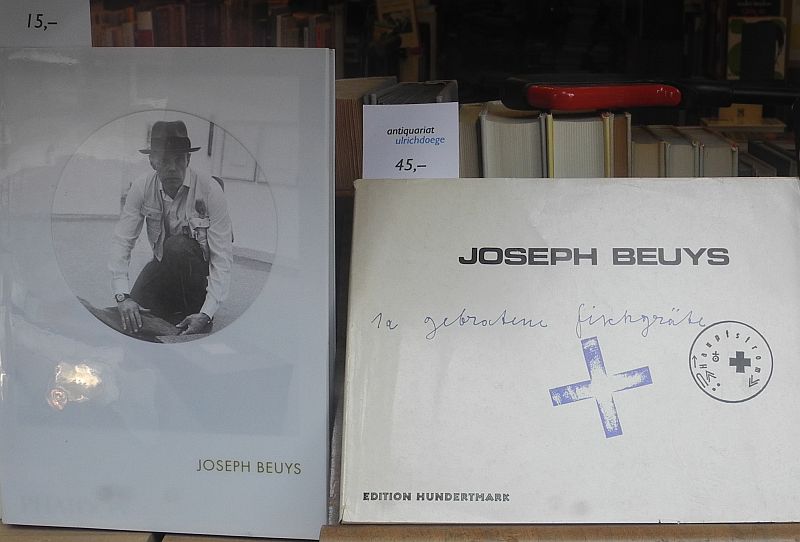 15,–
antiquariat
ulrichdoege
45,–
JOSEPH BEUYS
JOSEPH BEUYS
1a gebratene fischgräte
Hauptstrom
EDITION HUNDERTMARK